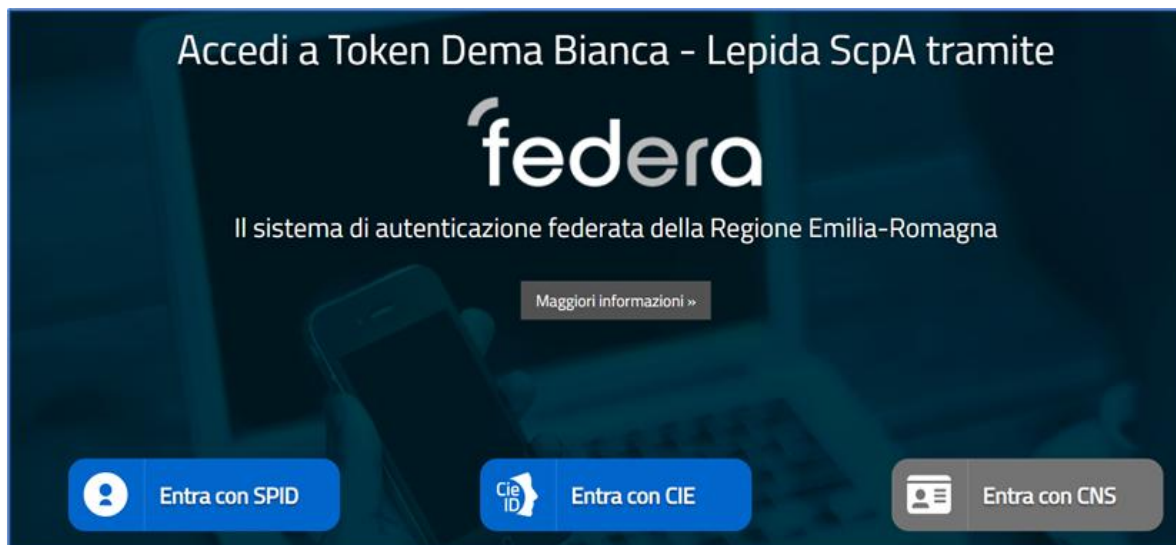 Accedi a Token Dema Bianca - Lepida ScpA tramite
federa
Il sistema di autenticazione federata della Regione Emilia-Romagna
Maggiori informazioni »
Entra con SPID
Cie
ID
Entra con CIE
Entra con CNS